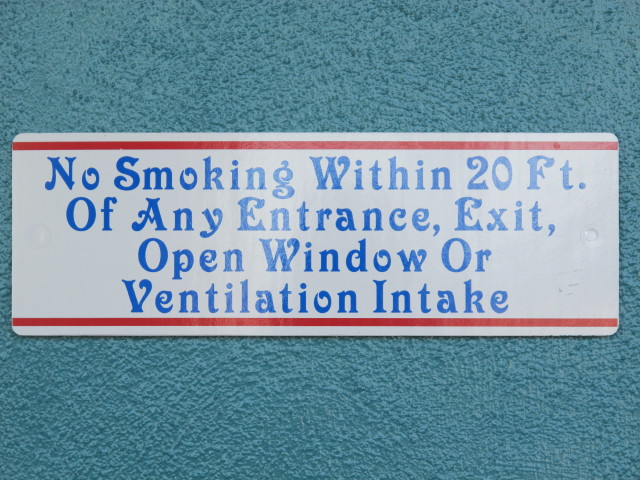 No Smoking Within 20 Ft.
Of Any Entrance, Exit,
Open Window Or
Ventilation Intake